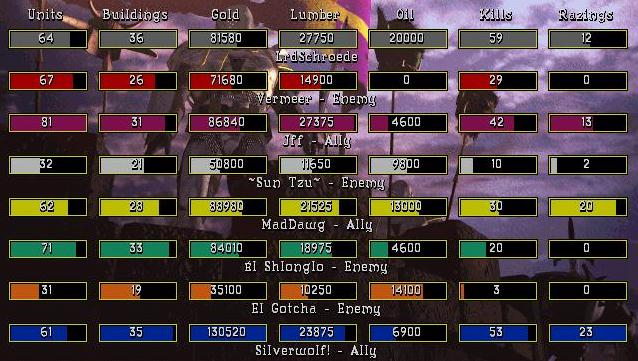 Units Buildings Gold Lumber Oil Kills Razings
64 36 81580 27750 20000 59 12
LrdSchroede
67 26 71680 14900 0 29 0
Vermeer - Enemy
81 31 86840 27375 4600 42 13
Jff - Ally
32 21 50800 11650 9800 10 2
~Sun Tzu~ - Enemy
62 28 88980 21525 13000 30 20
MadDawg - Ally
71 33 84010 18975 4600 20 0
El Shlonglo - Enemy
31 19 35100 10250 14100 3 0
El Gotcha - Enemy
61 35 130520 23875 6900 53 23
Silverwolf! - Ally